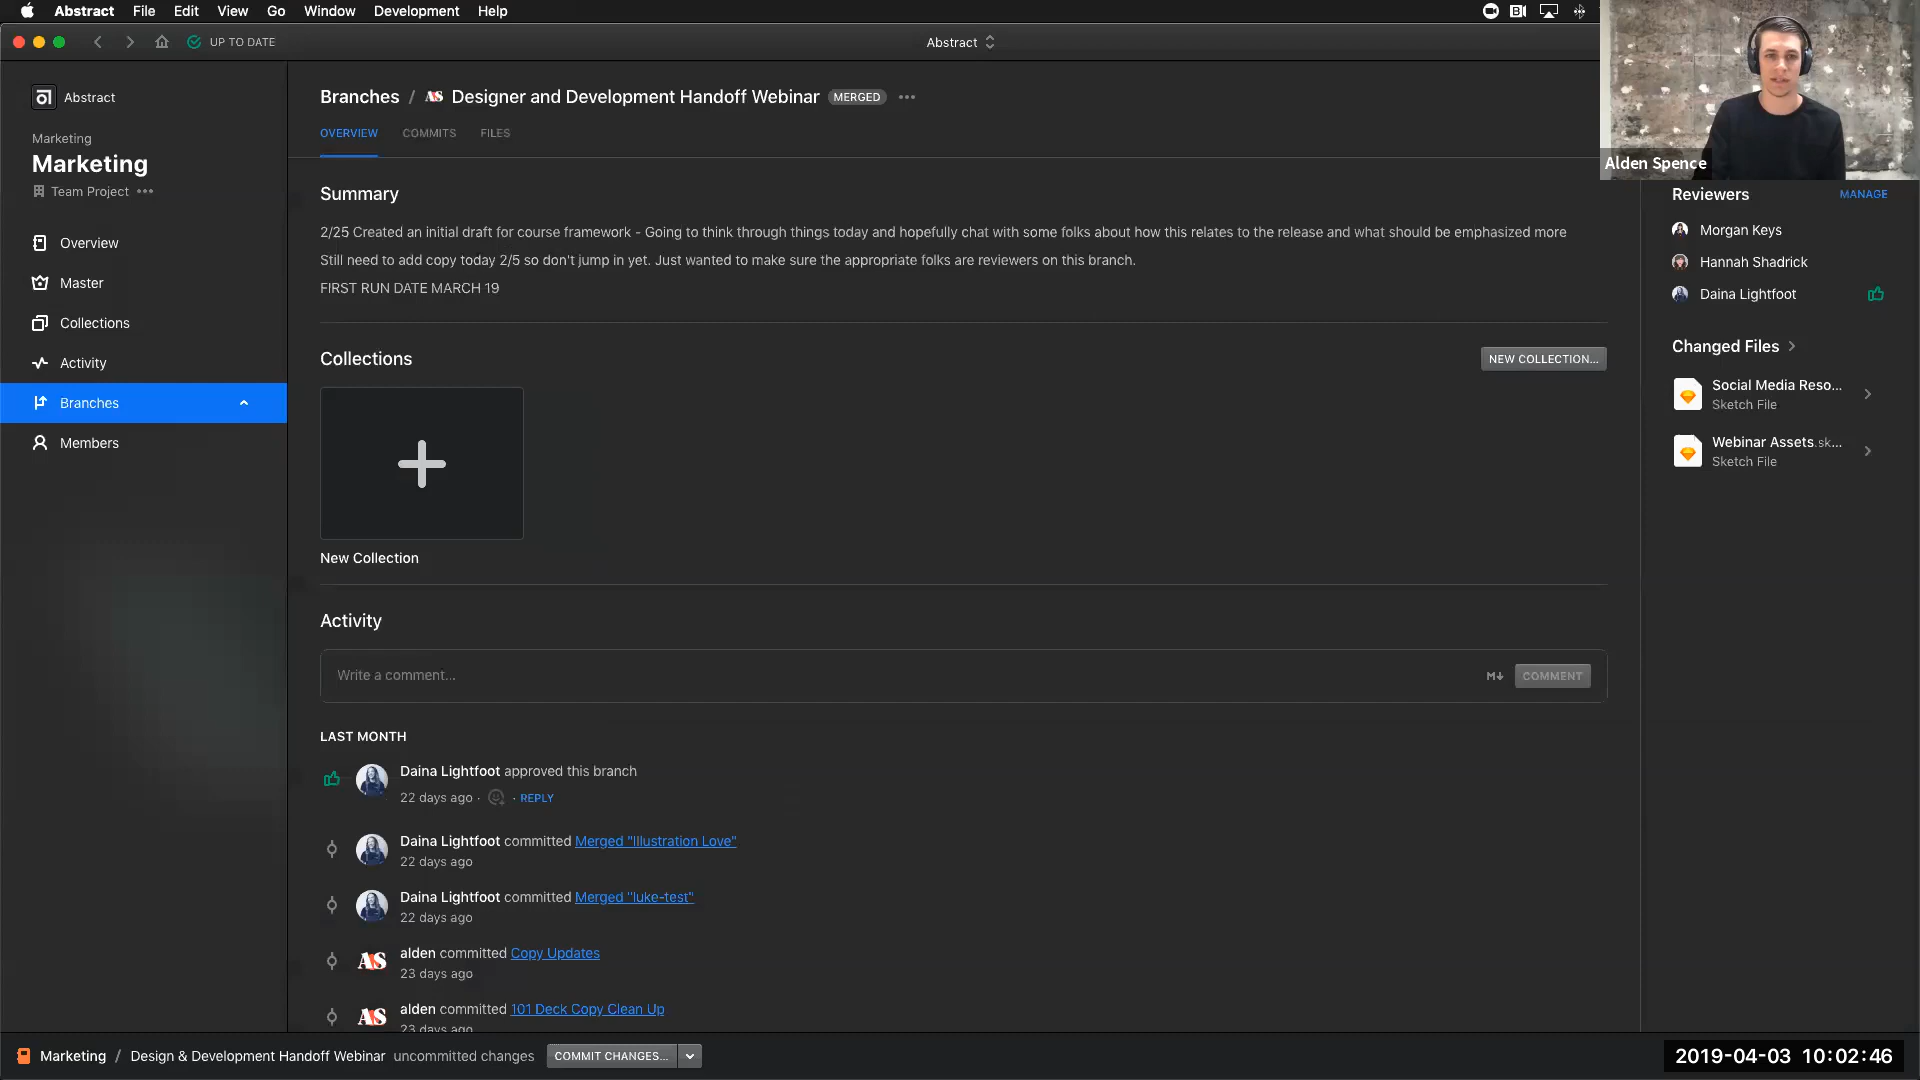 Abstract File Edit View Go Window Development Help
UP TO DATE
Abstract
Abstract
Marketing
Marketing
Team Project
Overview
Master
Collections
Activity
Branches
Members
Branches / AS Designer and Development Handoff Webinar MERGED
OVERVIEW COMMITS FILES
Summary
2/25 Created an initial draft for course framework - Going to think through things today and hopefully chat with some folks about how this relates to the release and what should be emphasized more
Still need to add copy today 2/5 so don't jump in yet. Just wanted to make sure the appropriate folks are reviewers on this branch.
FIRST RUN DATE MARCH 19
Collections
NEW COLLECTION...
New Collection
Activity
Write a comment...
M↓ COMMENT
LAST MONTH
Daina Lightfoot approved this branch
22 days ago · · REPLY
Daina Lightfoot committed Merged "Illustration Love"
22 days ago
Daina Lightfoot committed Merged "luke-test"
22 days ago
AS
alden committed Copy Updates
23 days ago
AS
alden committed 101 Deck Copy Clean Up
23 days ago
Alden Spence
Reviewers MANAGE
Morgan Keys
Hannah Shadrick
Daina Lightfoot
Changed Files
Social Media Reso...
Sketch File
Webinar Assets.sk...
Sketch File
Marketing / Design & Development Handoff Webinar uncommitted changes COMMIT CHANGES...
2019-04-03 10:02:46